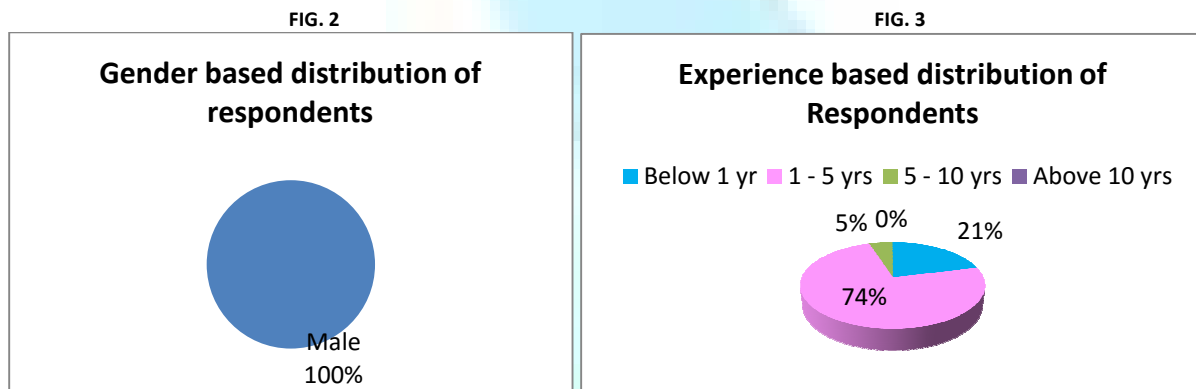 FIG. 2
Gender based distribution of
respondents
Male
100%
FIG. 3
Experience based distribution of
Respondents
Below 1 yr 1 - 5 yrs 5 - 10 yrs Above 10 yrs
5% 0%
21%
74%